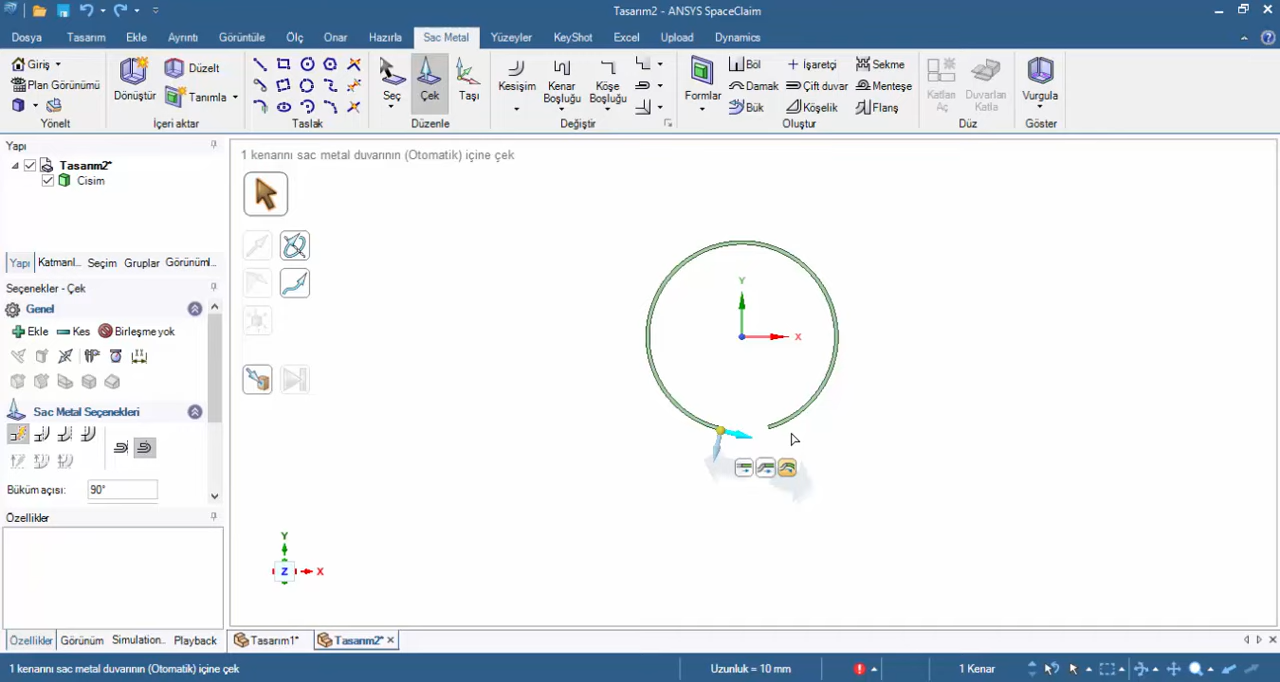 Tasarım2 - ANSYS SpaceClaim
Dosya Tasarım Ekle Ayrıntı Görüntüle Ölç Onar Hazırla Sac Metal Yüzeyler KeyShot Excel Upload Dynamics
Giriş
Plan Görünümü
Yönelt
Dönüştür
Düzelt
Tanımla
İçeri aktar
Taslak
Seç
Çek
Taşı
Düzenle
Kesişim
Kenar Boşluğu
Köşe Boşluğu
Değiştir
Formlar
Böl
Damak
Bük
İşaretçi
Çift duvar
Köşelik
Sekme
Menteşe
Flanş
Oluştur
Katları Aç
Duvarları Katla
Düz
Vurgula
Göster
Yapı
Tasarım2*
Cisim
Yapı Katmanl... Seçim Gruplar Görünüml...
Seçenekler - Çek
Genel
Ekle Kes Birleşme yok
Sac Metal Seçenekleri
Büküm açısı: 90°
Özellikler
Özellikler Görünüm Simulation.. Playback
1 kenarını sac metal duvarının (Otomatik) içine çek
Y
X
Y
Z X
Tasarım1* Tasarım2*
1 kenarını sac metal duvarının (Otomatik) içine çek
Uzunluk = 10 mm
1 Kenar